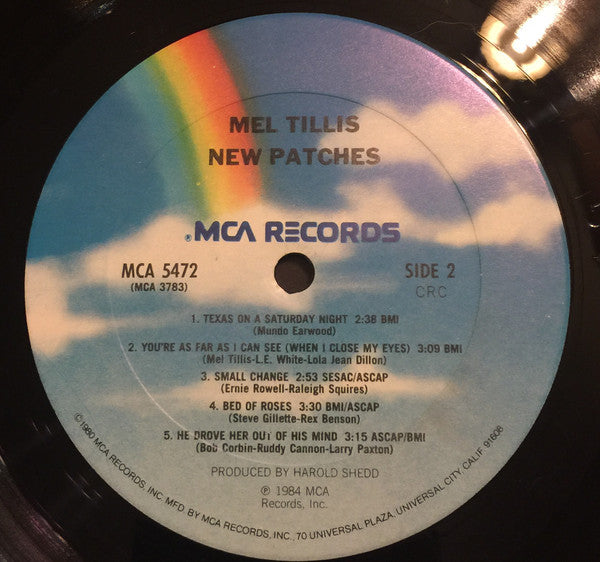 MEL TILLIS
NEW PATCHES
® MCA RECORDS
MCA 5472
(MCA 3783)
SIDE 2
CRC
1. TEXAS ON A SATURDAY NIGHT 2:38 BMI
(Mundo Earwood)
2. YOU'RE AS FAR AS I CAN SEE (WHEN I CLOSE MY EYES) 3:09 BMI
(Mel Tillis-L.E. White-Lola Jean Dillon)
3. SMALL CHANGE 2:53 SESAC/ASCAP
(Ernie Rowell-Raleigh Squires)
4. BED OF ROSES 3:30 BMI/ASCAP
(Steve Gillette-Rex Benson)
5. HE DROVE HER OUT OF HIS MIND 3:15 ASCAP/BMI
(Bob Corbin-Ruddy Cannon-Larry Paxton)
PRODUCED BY HAROLD SHEDD
℗ 1984 MCA
Records, Inc.
©1980 MCA RECORDS, INC. MFD BY MCA RECORDS, INC., 70 UNIVERSAL PLAZA, UNIVERSAL CITY, CALIF. 91608